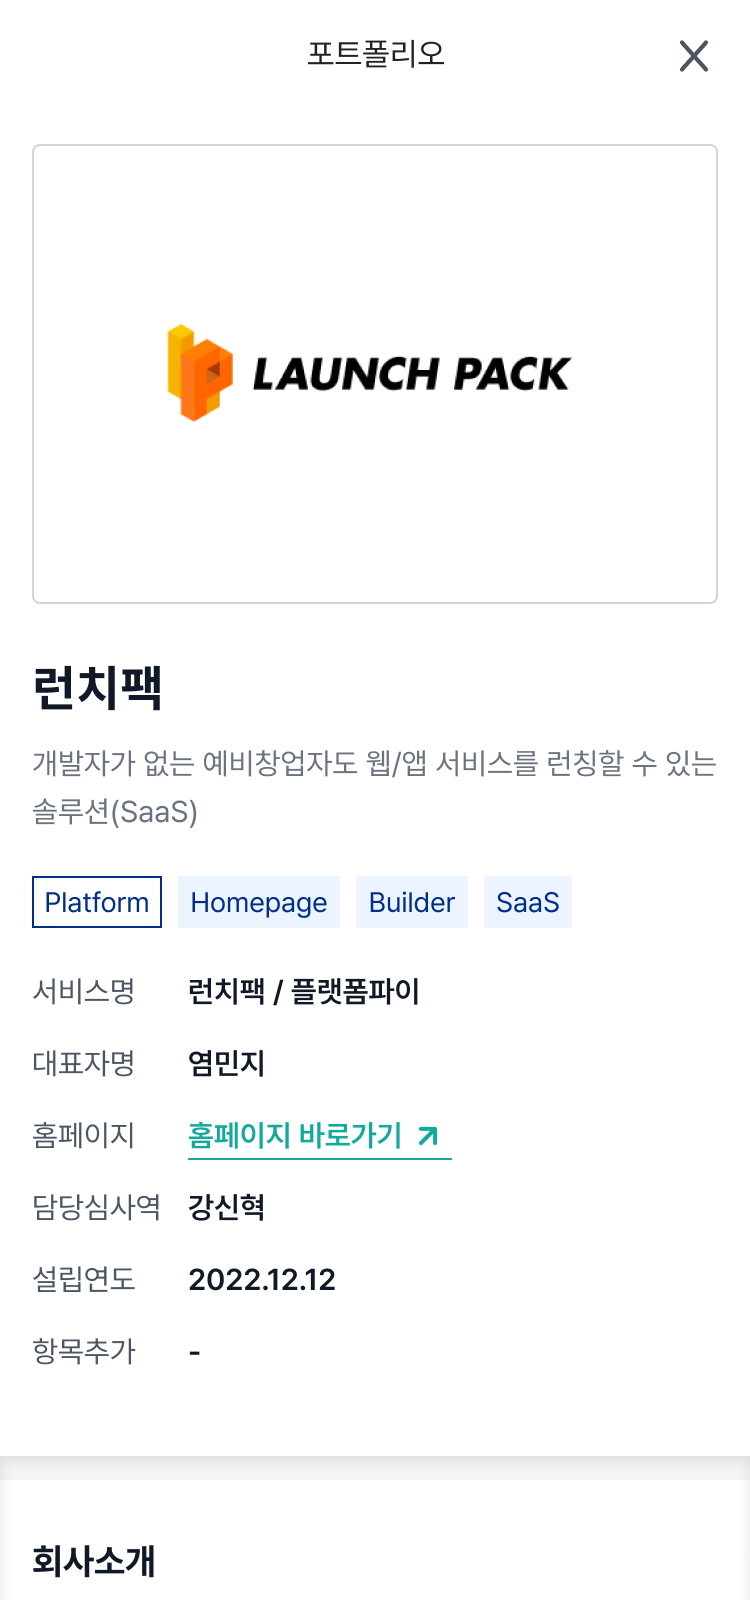 포트폴리오
LAUNCH PACK
런치팩
개발자가 없는 예비창업자도 웹/앱 서비스를 런칭할 수 있는
솔루션(SaaS)
Platform Homepage Builder SaaS
서비스명 런치팩 / 플랫폼파이
대표자명 염민지
홈페이지 홈페이지 바로가기
담당심사역 강신혁
설립연도 2022.12.12
항목추가 -
회사소개